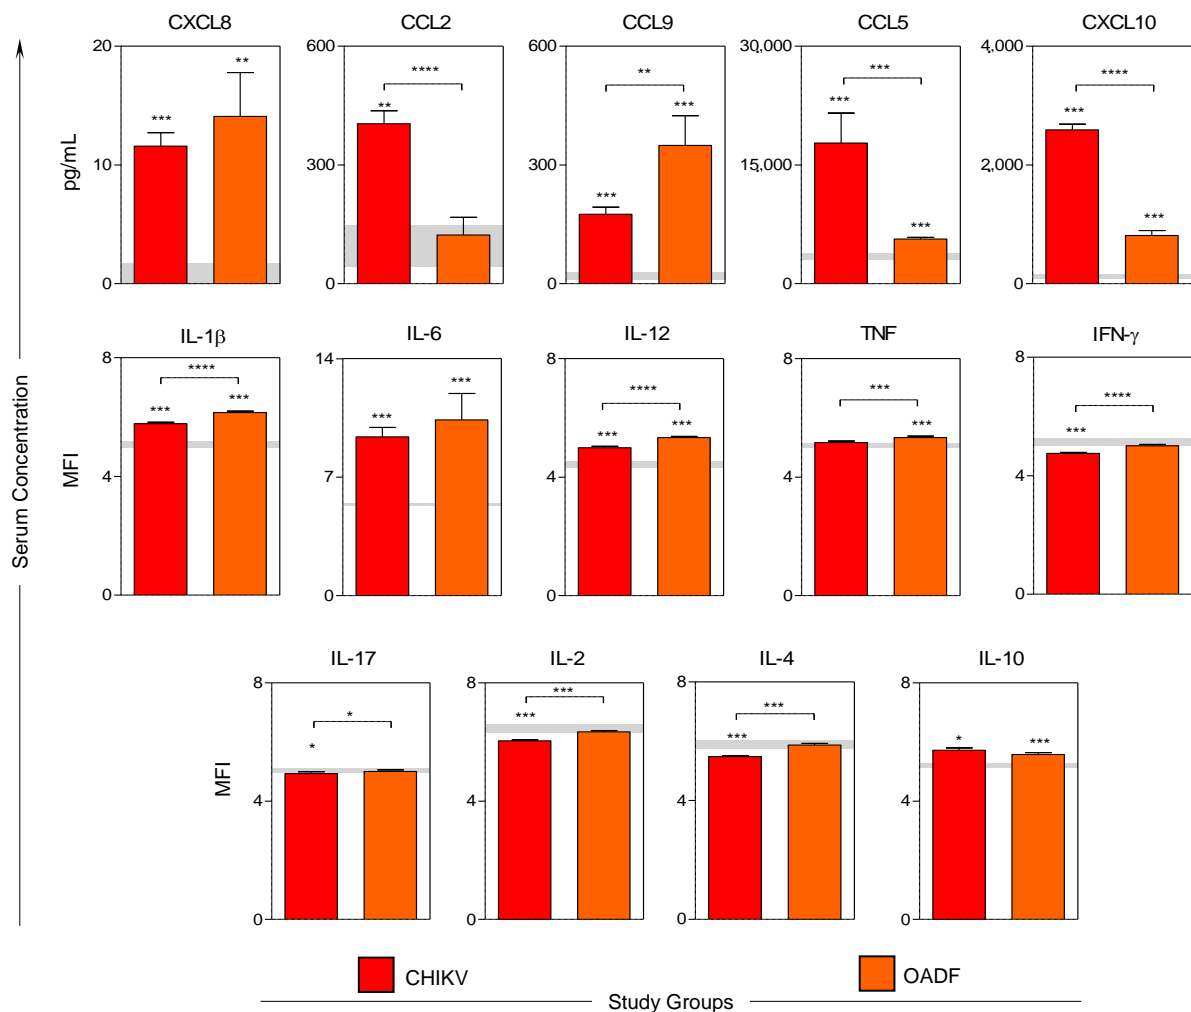 CXCL8 CCL2 CCL9 CCL5 CXCL10
20 600 600 30,000 4,000
** **** ** *** ****
*** ** *** *** ***
*** ***
10 300 300 15,000 2,000
*** ***
0 0 0 0 0
pg/mL
IL-1β IL-6 IL-12 TNF IFN-γ
8 14 8 8 8
**** *** **** *** ****
*** *** *** *** *** *** ***
4 7 4 4 4
0 0 0 0 0
MFI
Serum Concentration
IL-17 IL-2 IL-4 IL-10
8 8 8 8
* *** *** * ***
* *** ***
4 4 4 4
0 0 0 0
MFI
CHIKV OADF
Study Groups